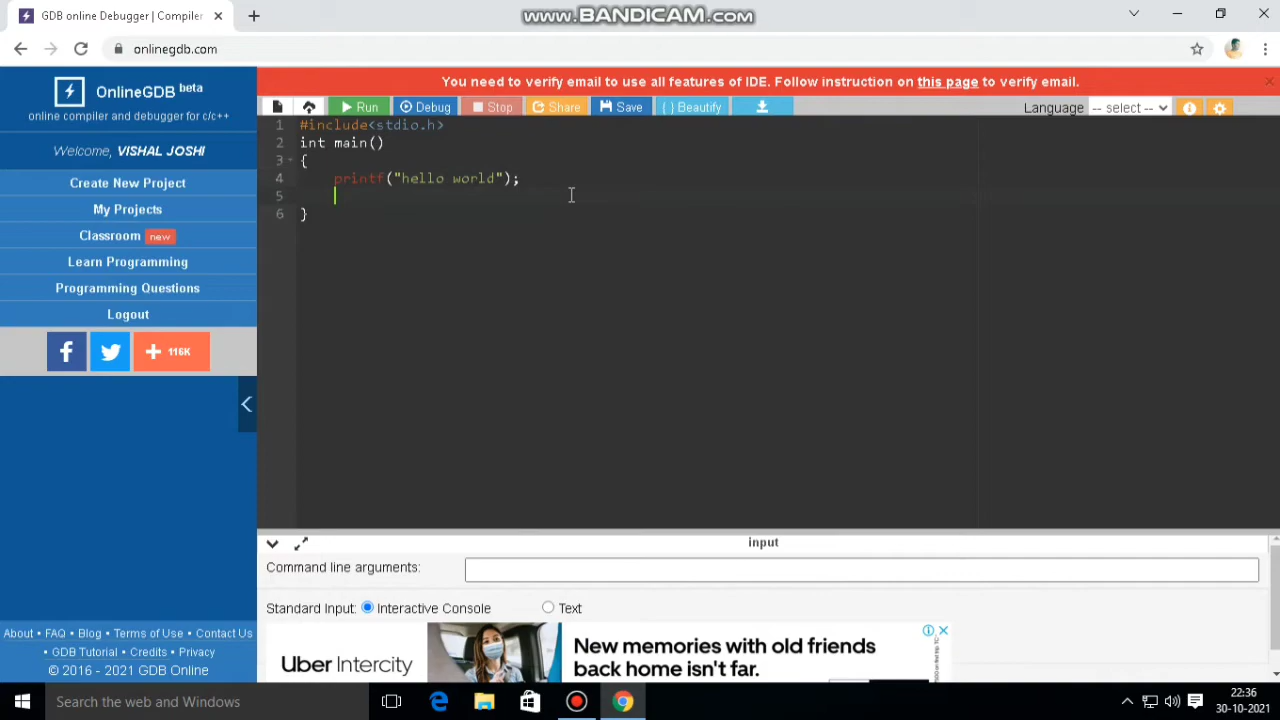 GDB online Debugger | Compiler
www.BANDICAM.com
onlinegdb.com
OnlineGDB beta
online compiler and debugger for c/c++
Welcome, VISHAL JOSHI
Create New Project
My Projects
Classroom new
Learn Programming
Programming Questions
Logout
116K
About • FAQ • Blog • Terms of Use • Contact Us
• GDB Tutorial • Credits • Privacy
© 2016 - 2021 GDB Online
You need to verify email to use all features of IDE. Follow instruction on this page to verify email.
Run Debug Stop Share Save { } Beautify Language -- select --
1 #include<stdio.h>
2 int main()
3 {
4 printf("hello world");
5
6 }
input
Command line arguments:
Standard Input: Interactive Console Text
Uber Intercity
New memories with old friends
back home isn't far.
Type here to search the web and Windows
22:36
30-10-2021